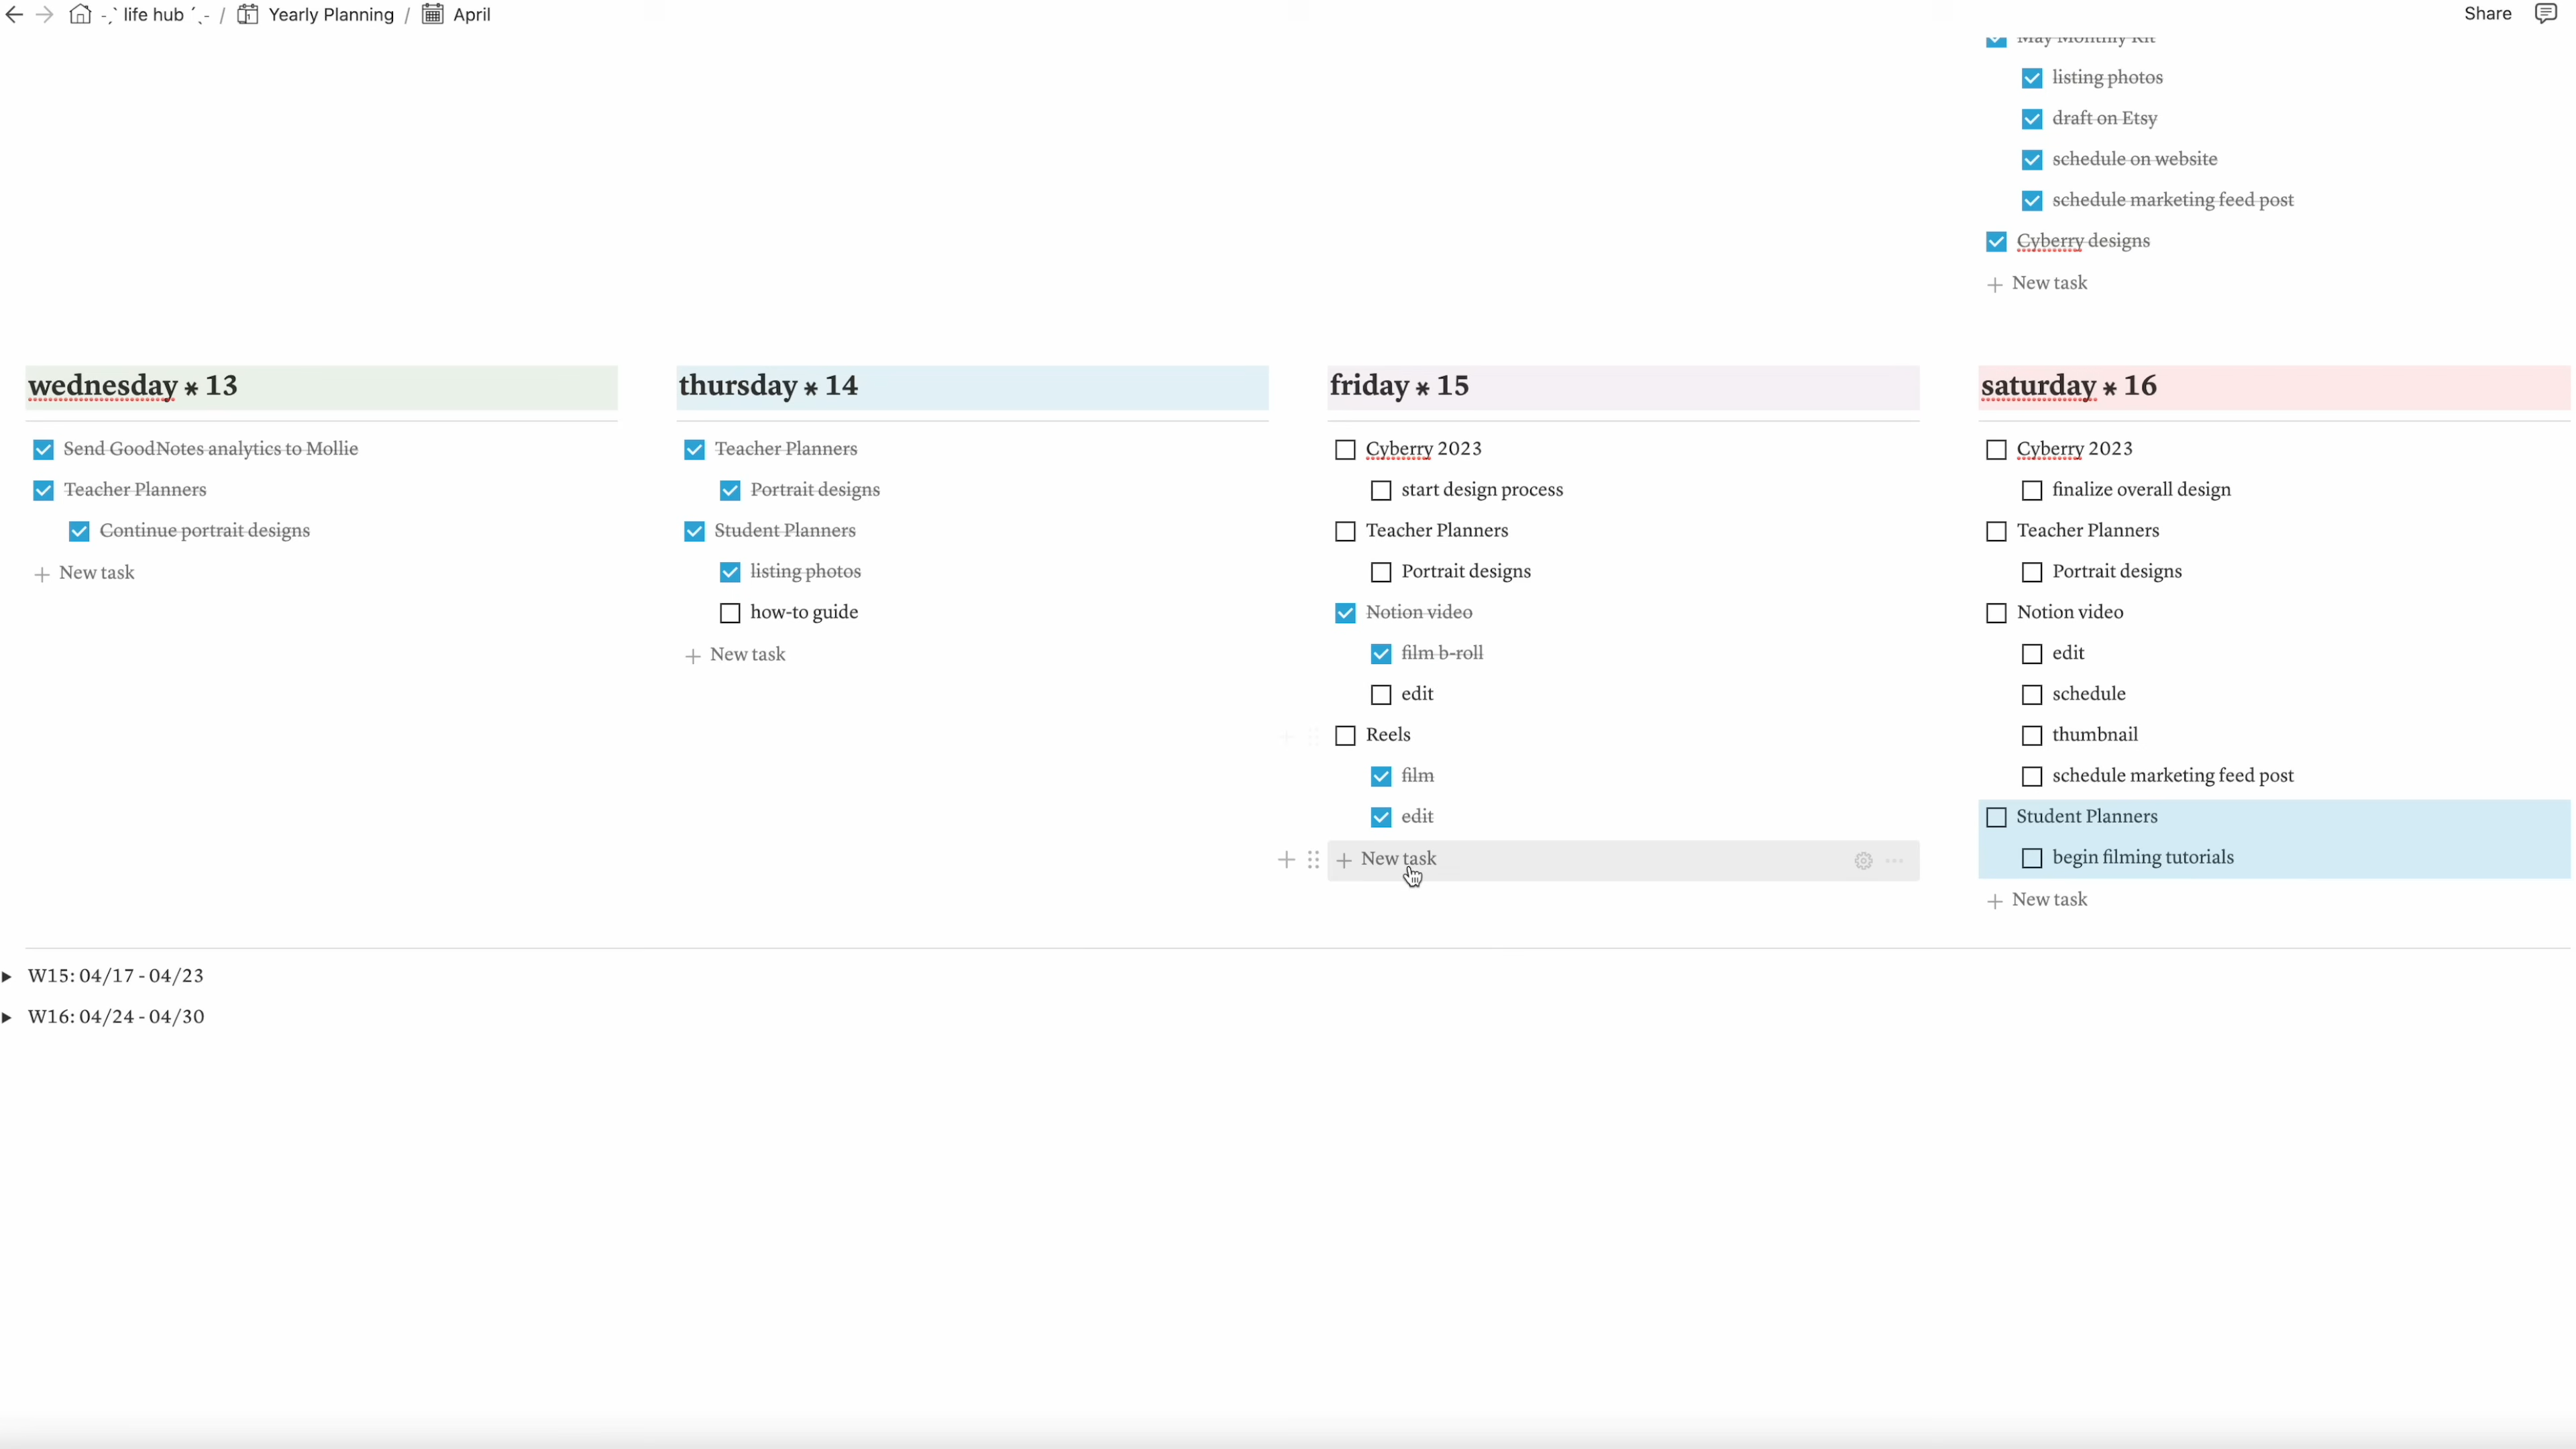 life hub / Yearly Planning / April
Share
May Monthly Kit
listing photos
draft on Etsy
schedule on website
schedule marketing feed post
Cyberry designs
New task
wednesday * 13
Send GoodNotes analytics to Mollie
Teacher Planners
Continue portrait designs
New task
thursday * 14
Teacher Planners
Portrait designs
Student Planners
listing photos
how-to guide
New task
friday * 15
Cyberry 2023
start design process
Teacher Planners
Portrait designs
Notion video
film b-roll
edit
Reels
film
edit
New task
saturday * 16
Cyberry 2023
finalize overall design
Teacher Planners
Portrait designs
Notion video
edit
schedule
thumbnail
schedule marketing feed post
Student Planners
begin filming tutorials
New task
W15: 04/17 - 04/23
W16: 04/24 - 04/30